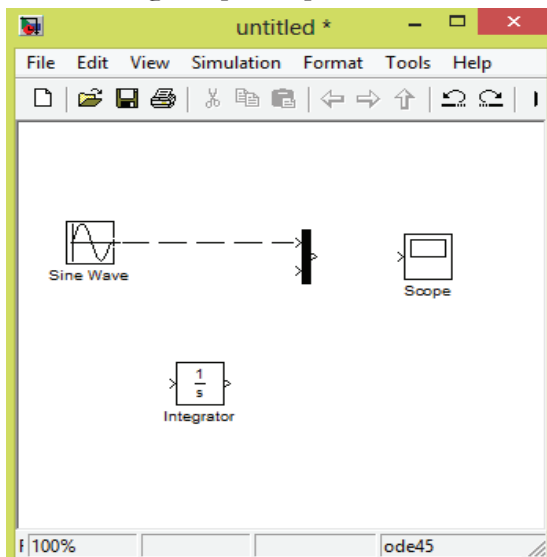 untitled *
File Edit View Simulation Format Tools Help
Sine Wave
Scope
1
s
Integrator
100%
ode45